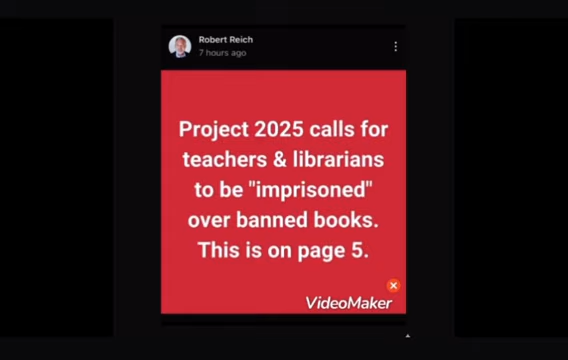 Robert Reich
7 hours ago
Project 2025 calls for
teachers & librarians
to be "imprisoned"
over banned books.
This is on page 5.
VideoMaker